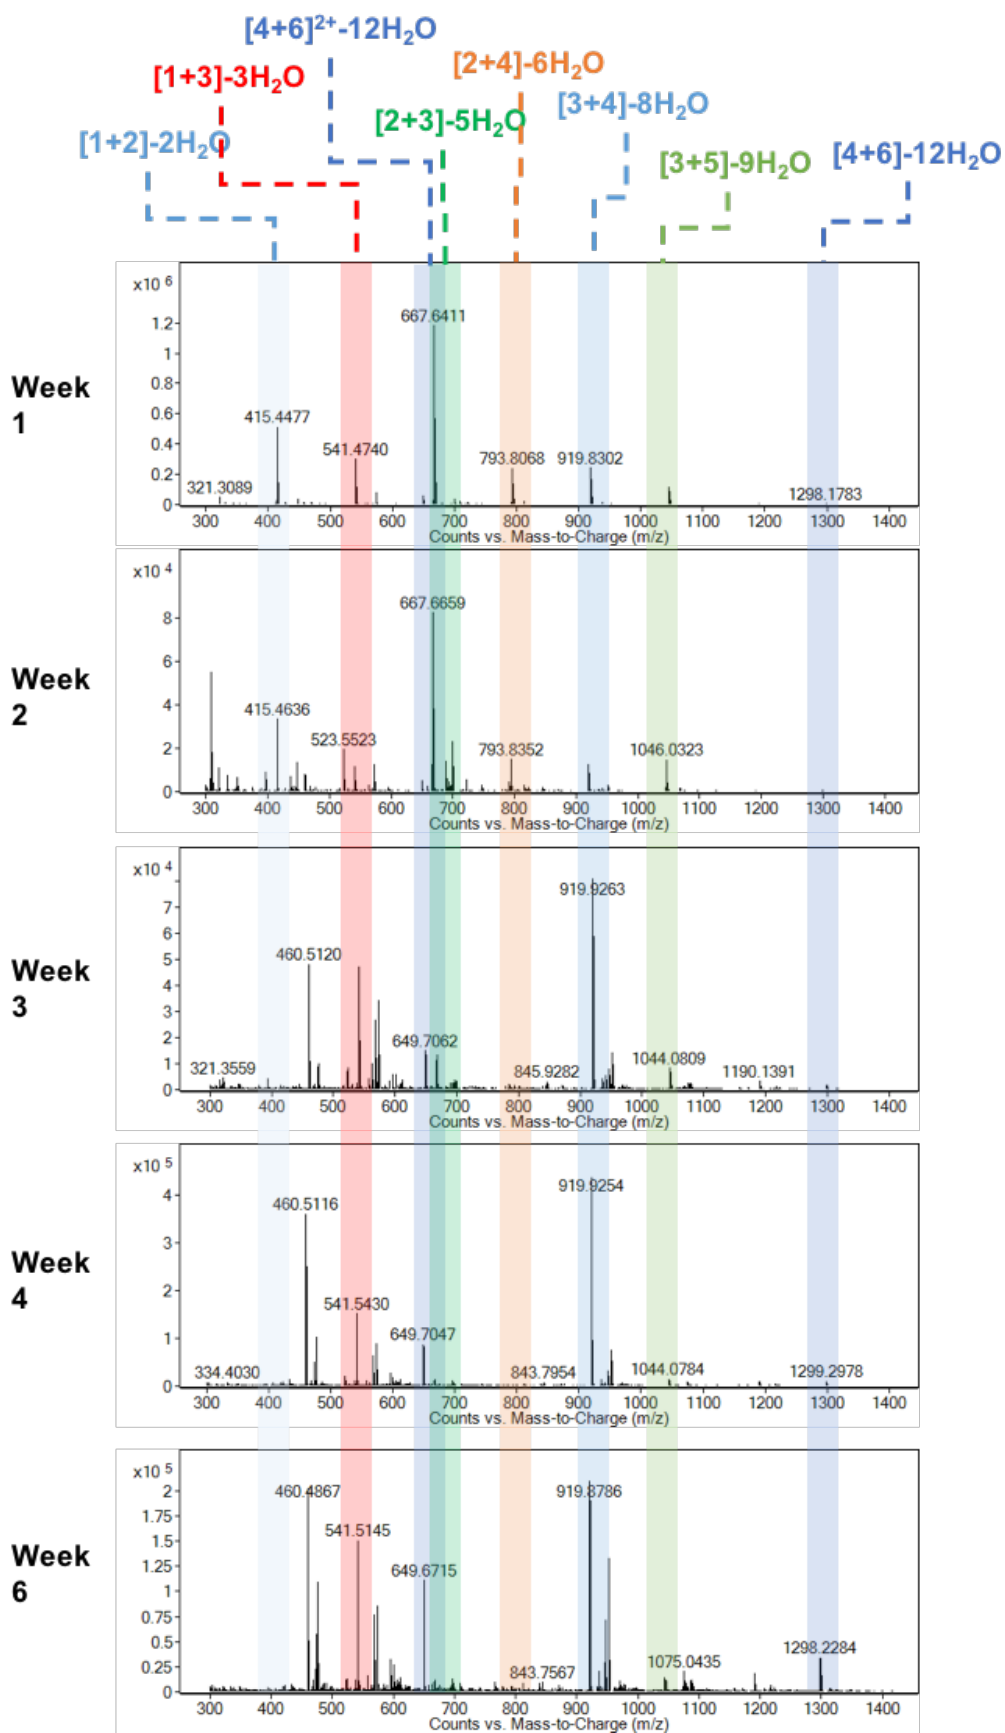 [4+6]²⁺-12H₂O
[2+4]-6H₂O
[1+3]-3H₂O
[3+4]-8H₂O
[2+3]-5H₂O
[1+2]-2H₂O
[3+5]-9H₂O
[4+6]-12H₂O
Week 1
x10 6
1.2
1
0.8
0.6
0.4
0.2
0
321.3089
415.4477
541.4740
667.6411
793.8068
919.8302
1298.1783
300 400 500 600 700 800 900 1000 1100 1200 1300 1400
Counts vs. Mass-to-Charge (m/z)
Week 2
x10 4
8
6
4
2
0
415.4636
523.5523
667.6659
793.8352
1046.0323
300 400 500 600 700 800 900 1000 1100 1200 1300 1400
Counts vs. Mass-to-Charge (m/z)
Week 3
x10 4
7
6
5
4
3
2
1
0
321.3559
460.5120
649.7062
845.9282
919.9263
1044.0809
1190.1391
300 400 500 600 700 800 900 1000 1100 1200 1300 1400
Counts vs. Mass-to-Charge (m/z)
Week 4
x10 5
4
3
2
1
0
334.4030
460.5116
541.5430
649.7047
843.7954
919.9254
1044.0784
1299.2978
300 400 500 600 700 800 900 1000 1100 1200 1300 1400
Counts vs. Mass-to-Charge (m/z)
Week 6
x10 5
2
1.75
1.5
1.25
1
0.75
0.5
0.25
0
460.4867
541.5145
649.6715
843.7567
919.8786
1075.0435
1298.2284
300 400 500 600 700 800 900 1000 1100 1200 1300 1400
Counts vs. Mass-to-Charge (m/z)